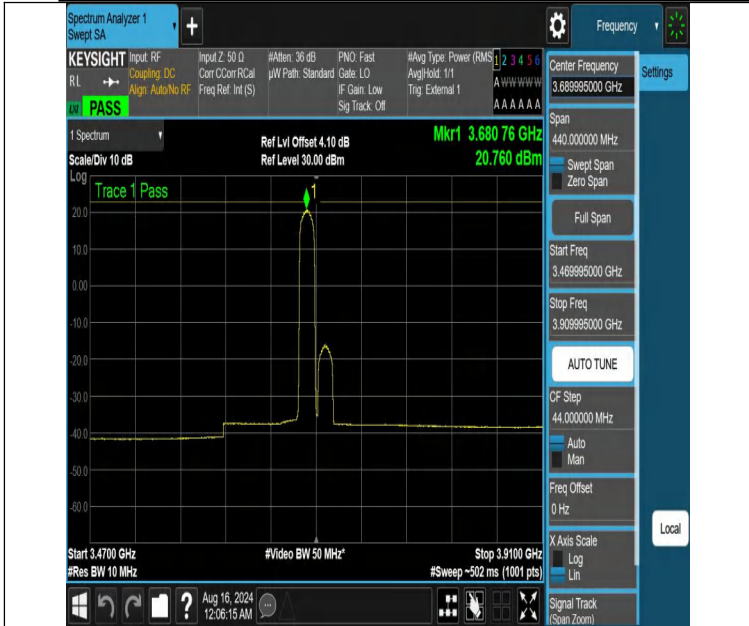 Spectrum Analyzer 1
Swept SA
Frequency
KEYSIGHT
RL
PASS
Input: RF
Coupling: DC
Align: Auto/No RF
Input Z: 50 Ω
Corr CCorr RCal
Freq Ref: Int (S)
#Atten: 36 dB
µW Path: Standard
PNO: Fast
Gate: LO
IF Gain: Low
Sig Track: Off
#Avg Type: Power (RMS
Avg|Hold: 1/1
Trig: External 1
1 2 3 4 5 6
A W W W W W
A A A A A A
1 Spectrum
Scale/Div 10 dB
Log
Ref Lvl Offset 4.10 dB
Ref Level 30.00 dBm
Mkr1 3.680 76 GHz
20.760 dBm
Trace 1 Pass
1
20.0
10.0
0.00
-10.0
-20.0
-30.0
-40.0
-50.0
-60.0
Start 3.4700 GHz
#Res BW 10 MHz
#Video BW 50 MHz*
Stop 3.9100 GHz
#Sweep ~502 ms (1001 pts)
?
Aug 16, 2024
12:06:15 AM
Center Frequency
3.689995000 GHz
Settings
Span
440.000000 MHz
Swept Span
Zero Span
Full Span
Start Freq
3.469995000 GHz
Stop Freq
3.909995000 GHz
AUTO TUNE
CF Step
44.000000 MHz
Auto
Man
Freq Offset
0 Hz
Local
X Axis Scale
Log
Lin
Signal Track
(Span Zoom)